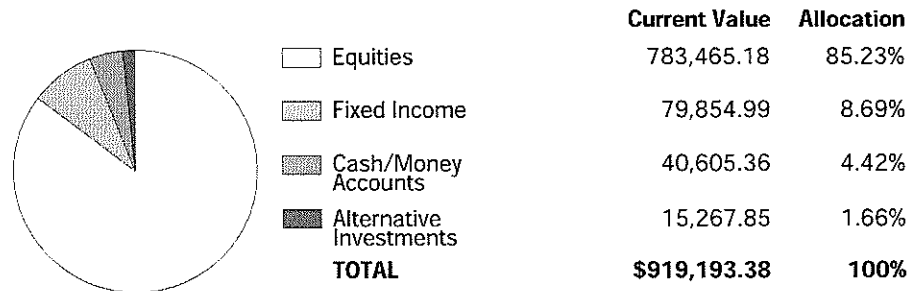 Current Value Allocation
Equities 783,465.18 85.23%
Fixed Income 79,854.99 8.69%
Cash/Money
Accounts 40,605.36 4.42%
Alternative
Investments 15,267.85 1.66%
TOTAL $919,193.38 100%